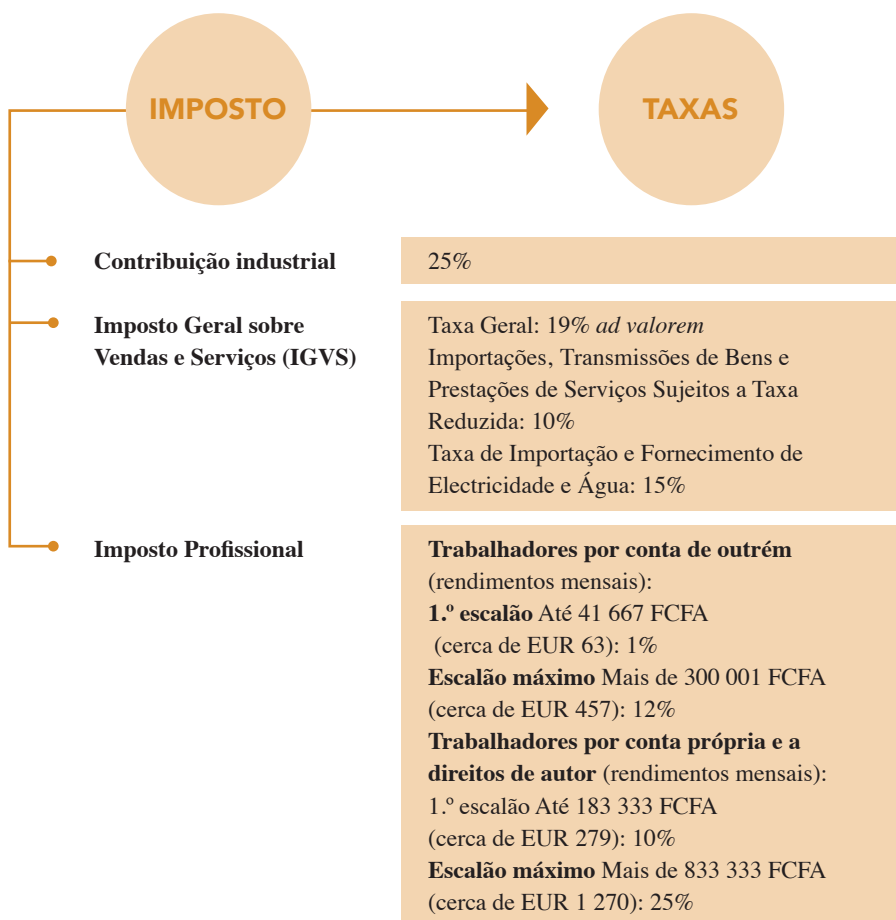 IMPOSTO
TAXAS
Contribuição industrial
25%
Imposto Geral sobre
Vendas e Serviços (IGVS)
Taxa Geral: 19% ad valorem
Importações, Transmissões de Bens e
Prestações de Serviços Sujeitos a Taxa
Reduzida: 10%
Taxa de Importação e Fornecimento de
Electricidade e Água: 15%
Imposto Profissional
Trabalhadores por conta de outrém
(rendimentos mensais):
1.º escalão Até 41 667 FCFA
(cerca de EUR 63): 1%
Escalão máximo Mais de 300 001 FCFA
(cerca de EUR 457): 12%
Trabalhadores por conta própria e a
direitos de autor (rendimentos mensais):
1.º escalão Até 183 333 FCFA
(cerca de EUR 279): 10%
Escalão máximo Mais de 833 333 FCFA
(cerca de EUR 1 270): 25%